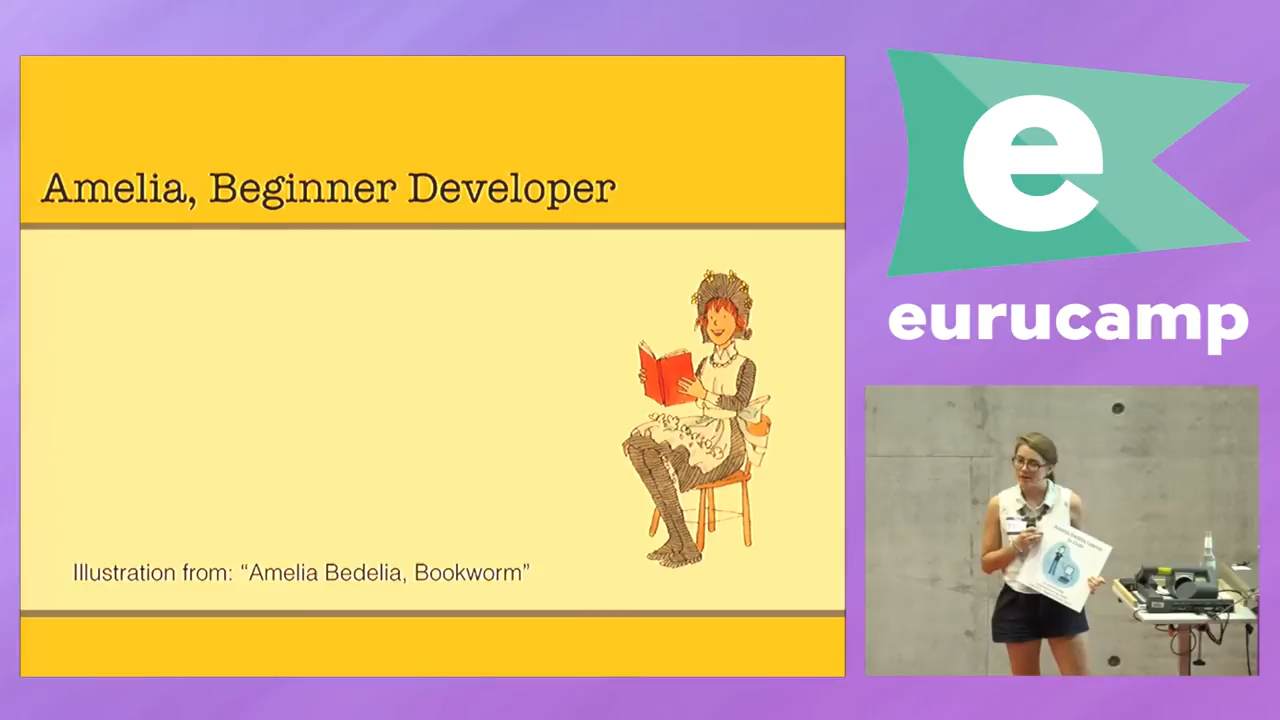 Amelia, Beginner Developer
Illustration from: “Amelia Bedelia, Bookworm”
e
eurucamp